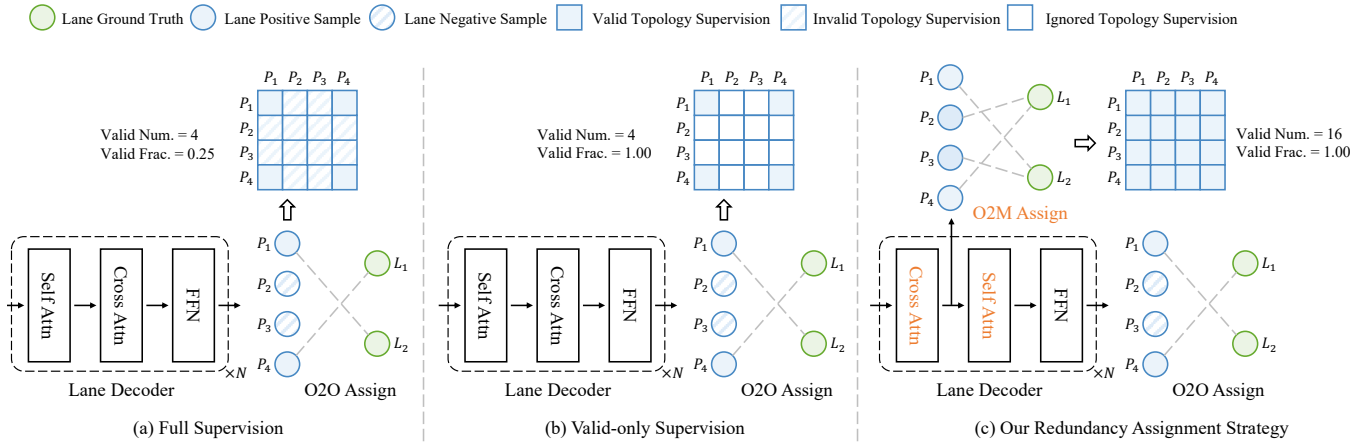 Lane Ground Truth
Lane Positive Sample
Lane Negative Sample
Valid Topology Supervision
Invalid Topology Supervision
Ignored Topology Supervision
P1 P2 P3 P4
P1
P2
P3
P4
Valid Num. = 4
Valid Frac. = 0.25
Self Attn
Cross Attn
FFN
×N
Lane Decoder
P1
P2
P3
P4
L1
L2
O2O Assign
(a) Full Supervision
P1 P2 P3 P4
P1
P2
P3
P4
Valid Num. = 4
Valid Frac. = 1.00
Self Attn
Cross Attn
FFN
×N
Lane Decoder
P1
P2
P3
P4
L1
L2
O2O Assign
(b) Valid-only Supervision
P1
P2
P3
P4
L1
L2
O2M Assign
P1 P2 P3 P4
P1
P2
P3
P4
Valid Num. = 16
Valid Frac. = 1.00
Cross Attn
Self Attn
FFN
×N
Lane Decoder
P1
P2
P3
P4
L1
L2
O2O Assign
(c) Our Redundancy Assignment Strategy